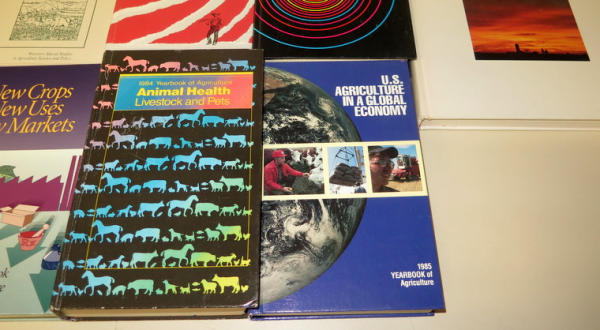 New Crops
New Uses
Markets
1984 Yearbook of Agriculture
Animal Health
Livestock and Pets
U.S.
AGRICULTURE
IN A GLOBAL
ECONOMY
1985
YEARBOOK of
Agriculture